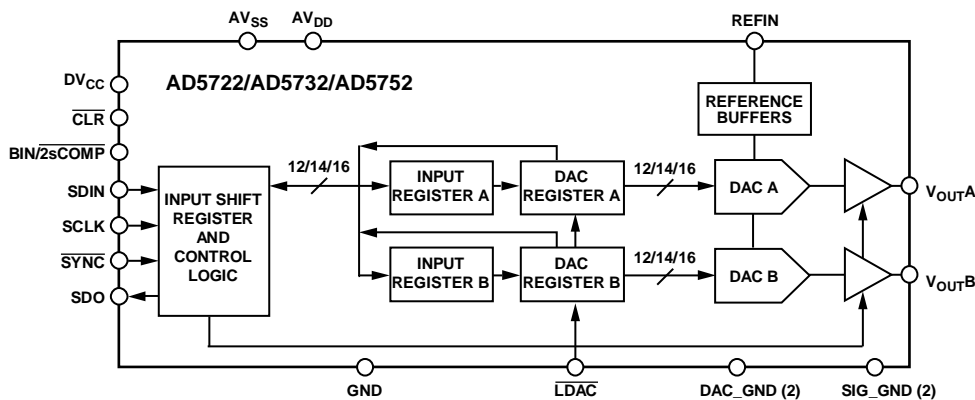 AVSS
AVDD
REFIN
DVCC
AD5722/AD5732/AD5752
CLR
BIN/2sCOMP
SDIN
SCLK
SYNC
SDO
INPUT SHIFT
REGISTER
AND
CONTROL
LOGIC
12/14/16
INPUT
REGISTER A
DAC
REGISTER A
12/14/16
REFERENCE
BUFFERS
DAC A
VOUTA
INPUT
REGISTER B
DAC
REGISTER B
12/14/16
DAC B
VOUTB
GND
LDAC
DAC_GND (2)
SIG_GND (2)